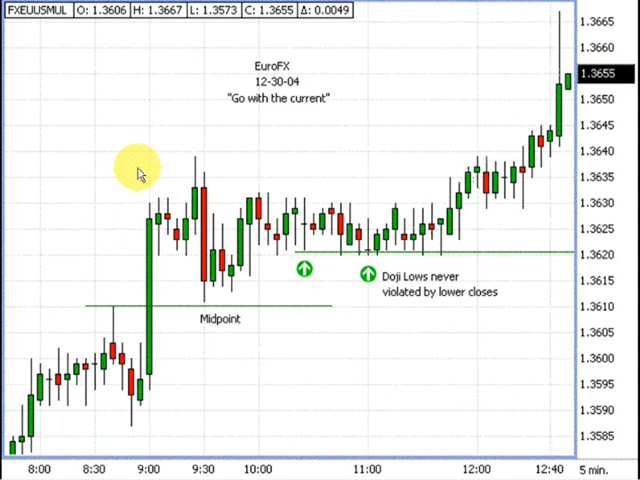 FXEUUSMUL O: 1.3606 H: 1.3667 L: 1.3573 C: 1.3655 Δ: 0.0049
EuroFX
12-30-04
"Go with the current"
Midpoint
Doji Lows never
violated by lower closes
1.3665
1.3660
1.3655
1.3650
1.3645
1.3640
1.3635
1.3630
1.3625
1.3620
1.3615
1.3610
1.3605
1.3600
1.3595
1.3590
1.3585
8:00 8:30 9:00 9:30 10:00 11:00 12:00 12:40 5 min.